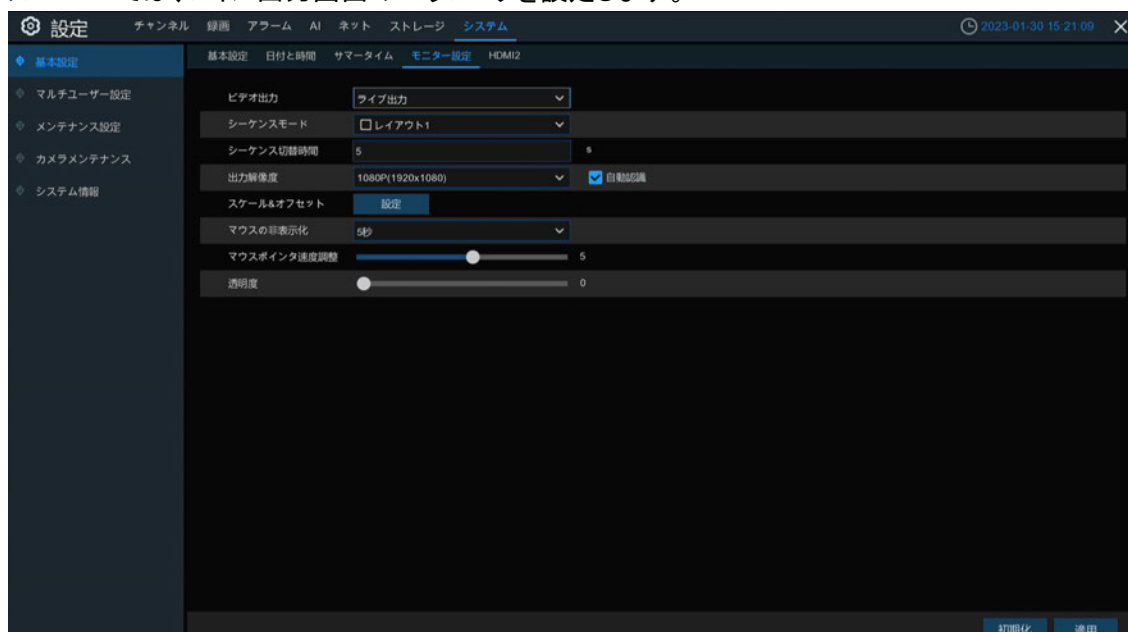 設定 チャンネル 録画 アラーム AI ネット ストレージ システム 2023-01-30 15:21:09
基本設定 日付と時間 サマータイム モニター設定 HDMI2
基本設定
マルチユーザー設定
メンテナンス設定
カメラメンテナンス
システム情報
ビデオ出力 ライブ出力
シーケンスモード レイアウト1
シーケンス切替時間 5 s
出力解像度 1080P(1920x1080) 自動認識
スケール&オフセット 設定
マウスの非表示化 5秒
マウスポインタ速度調整 5
透明度 0
初期化 適用